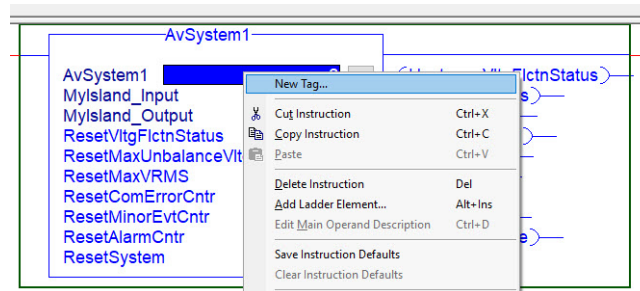 AvSystem1
AvSystem1
FlctnStatus
MyIsland_Input
MyIsland_Output
ResetVltgFlctnStatus
ResetMaxUnbalanceVlt
ResetMaxVRMS
ResetComErrorCntr
ResetMinorEvtCntr
ResetAlarmCntr
ResetSystem
New Tag...
Cut Instruction Ctrl+X
Copy Instruction Ctrl+C
Paste Ctrl+V
Delete Instruction Del
Add Ladder Element... Alt+Ins
Edit Main Operand Description Ctrl+D
Save Instruction Defaults
Clear Instruction Defaults